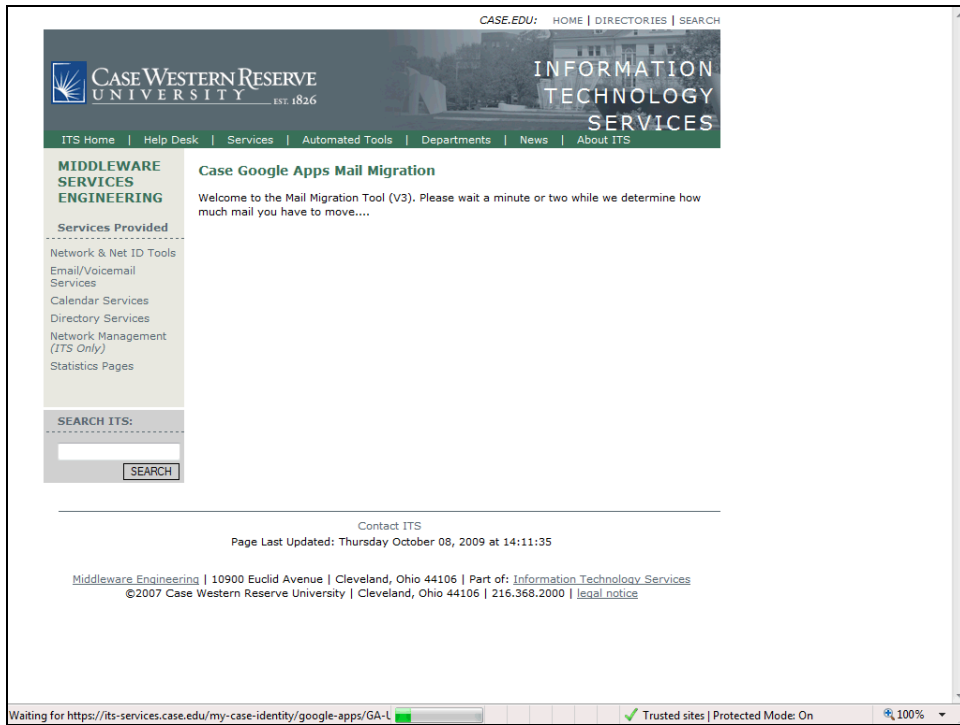 CASE.EDU: HOME | DIRECTORIES | SEARCH
CASE WESTERN RESERVE
UNIVERSITY EST. 1826
INFORMATION
TECHNOLOGY
SERVICES
ITS Home | Help Desk | Services | Automated Tools | Departments | News | About ITS
MIDDLEWARE
SERVICES
ENGINEERING
Services Provided
Network & Net ID Tools
Email/Voicemail
Services
Calendar Services
Directory Services
Network Management
(ITS Only)
Statistics Pages
SEARCH ITS:
SEARCH
Case Google Apps Mail Migration
Welcome to the Mail Migration Tool (V3). Please wait a minute or two while we determine how
much mail you have to move....
Contact ITS
Page Last Updated: Thursday October 08, 2009 at 14:11:35
Middleware Engineering | 10900 Euclid Avenue | Cleveland, Ohio 44106 | Part of: Information Technology Services
©2007 Case Western Reserve University | Cleveland, Ohio 44106 | 216.368.2000 | legal notice
Waiting for https://its-services.case.edu/my-case-identity/google-apps/GA-U Trusted sites | Protected Mode: On 100%